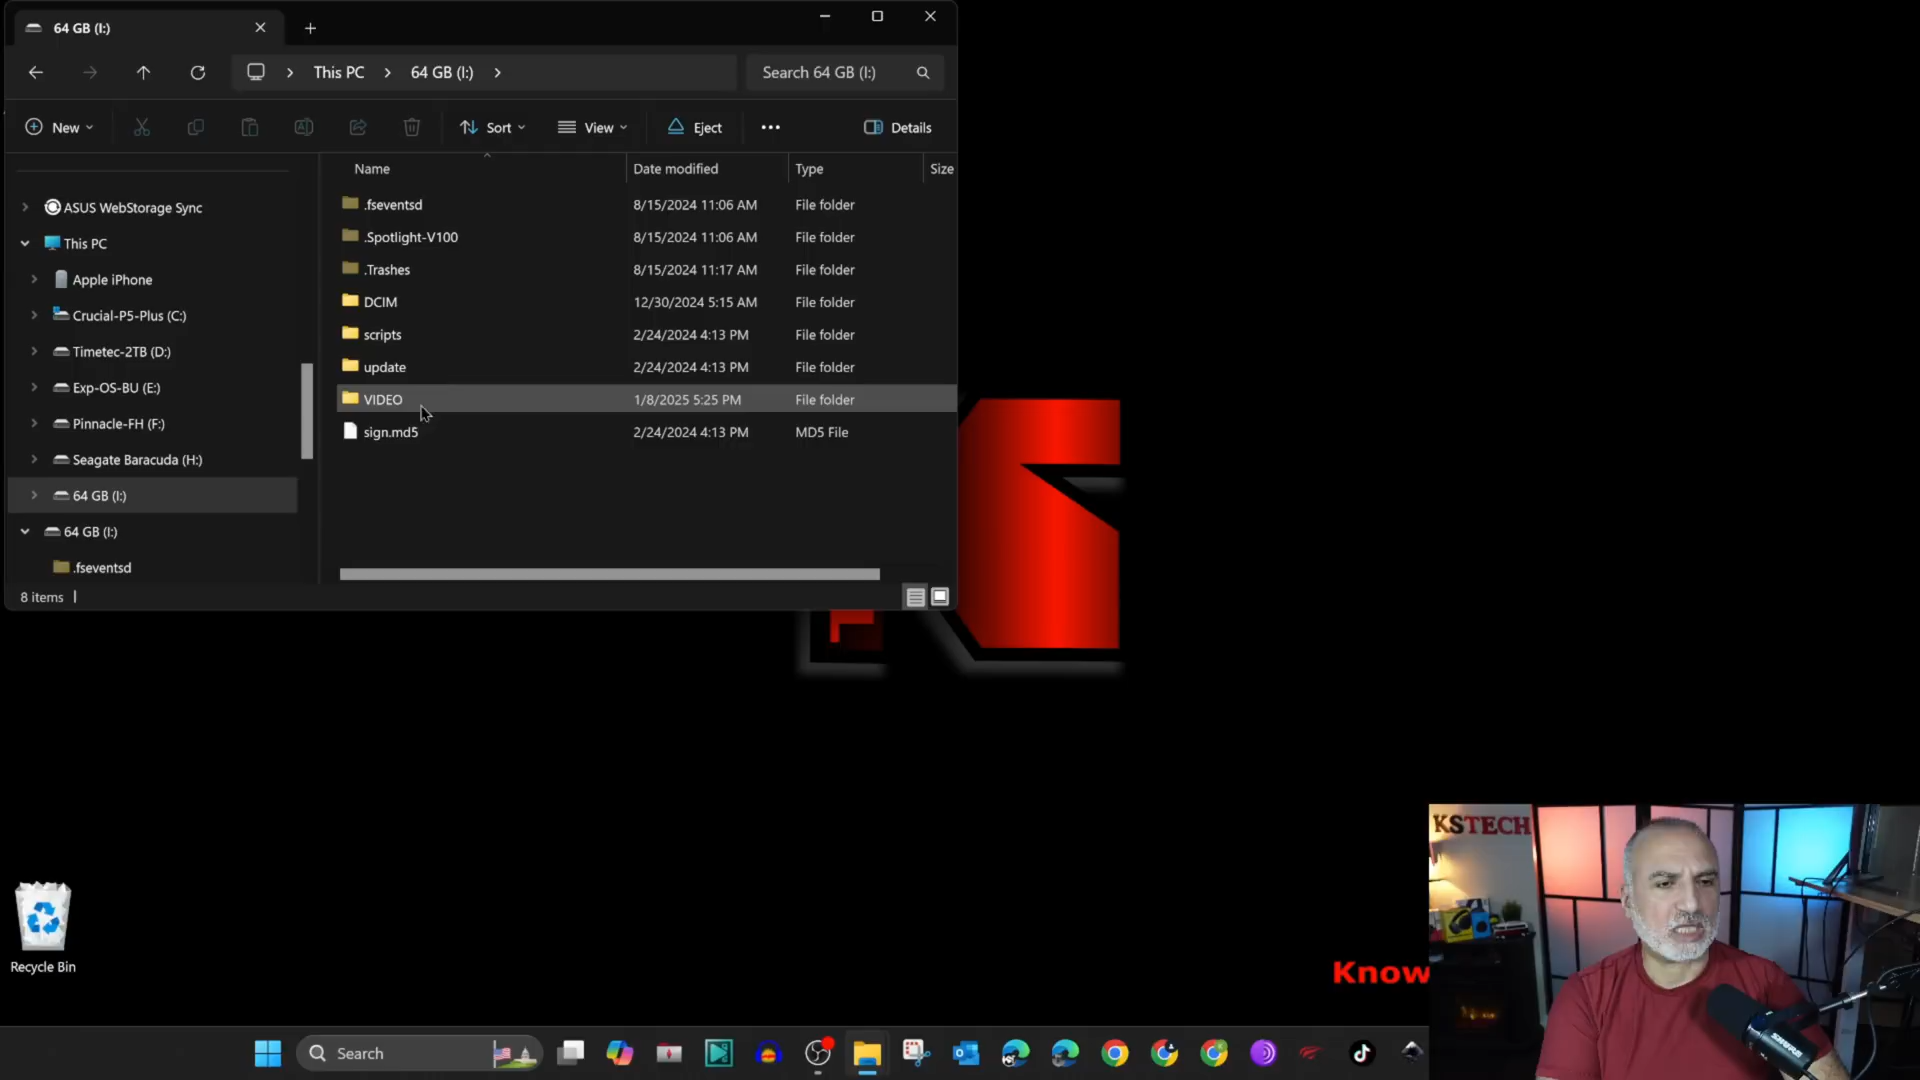 64 GB (I:)
This PC
64 GB (I:)
Search 64 GB (I:)
New
Sort
View
Eject
Details
Name
Date modified
Type
Size
ASUS WebStorage Sync
This PC
Apple iPhone
Crucial-P5-Plus (C:)
Timetec-2TB (D:)
Exp-OS-BU (E:)
Pinnacle-FH (F:)
Seagate Baracuda (H:)
64 GB (I:)
64 GB (I:)
.fseventsd
.fseventsd 8/15/2024 11:06 AM File folder
.Spotlight-V100 8/15/2024 11:06 AM File folder
.Trashes 8/15/2024 11:17 AM File folder
DCIM 12/30/2024 5:15 AM File folder
scripts 2/24/2024 4:13 PM File folder
update 2/24/2024 4:13 PM File folder
VIDEO 1/8/2025 5:25 PM File folder
sign.md5 2/24/2024 4:13 PM MD5 File
8 items
KSTECH
Recycle Bin
Know
Search
SHURE